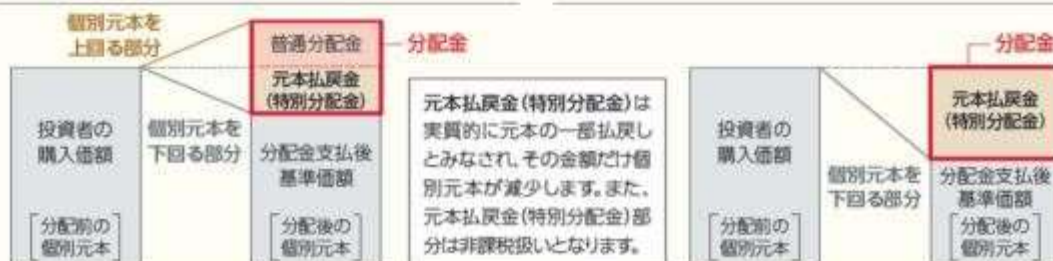 個別元本を
上回る部分
普通分配金
分配金
元本払戻金
(特別分配金)
投資者の
購入価額
個別元本を
下回る部分
分配金支払後
基準価額
分配前の
個別元本
分配後の
個別元本
元本払戻金(特別分配金)は
実質的に元本の一部払戻し
とみなされ、その金額だけ個
別元本が減少します。また、
元本払戻金(特別分配金)部
分は非課税扱いとなります。
分配金
元本払戻金
(特別分配金)
投資者の
購入価額
個別元本を
下回る部分
分配金支払後
基準価額
分配前の
個別元本
分配後の
個別元本